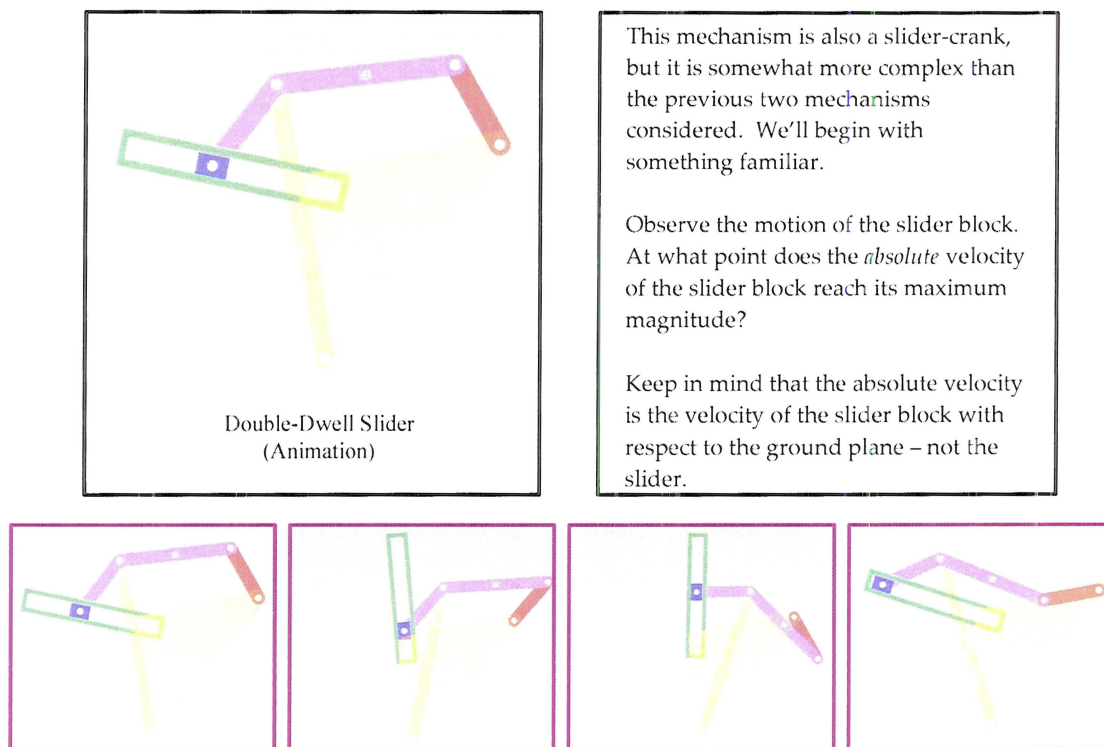 This mechanism is also a slider-crank,
but it is somewhat more complex than
the previous two mechanisms
considered. We'll begin with
something familiar.
Observe the motion of the slider block.
At what point does the absolute velocity
of the slider block reach its maximum
magnitude?
Keep in mind that the absolute velocity
is the velocity of the slider block with
respect to the ground plane – not the
slider.
Double-Dwell Slider
(Animation)